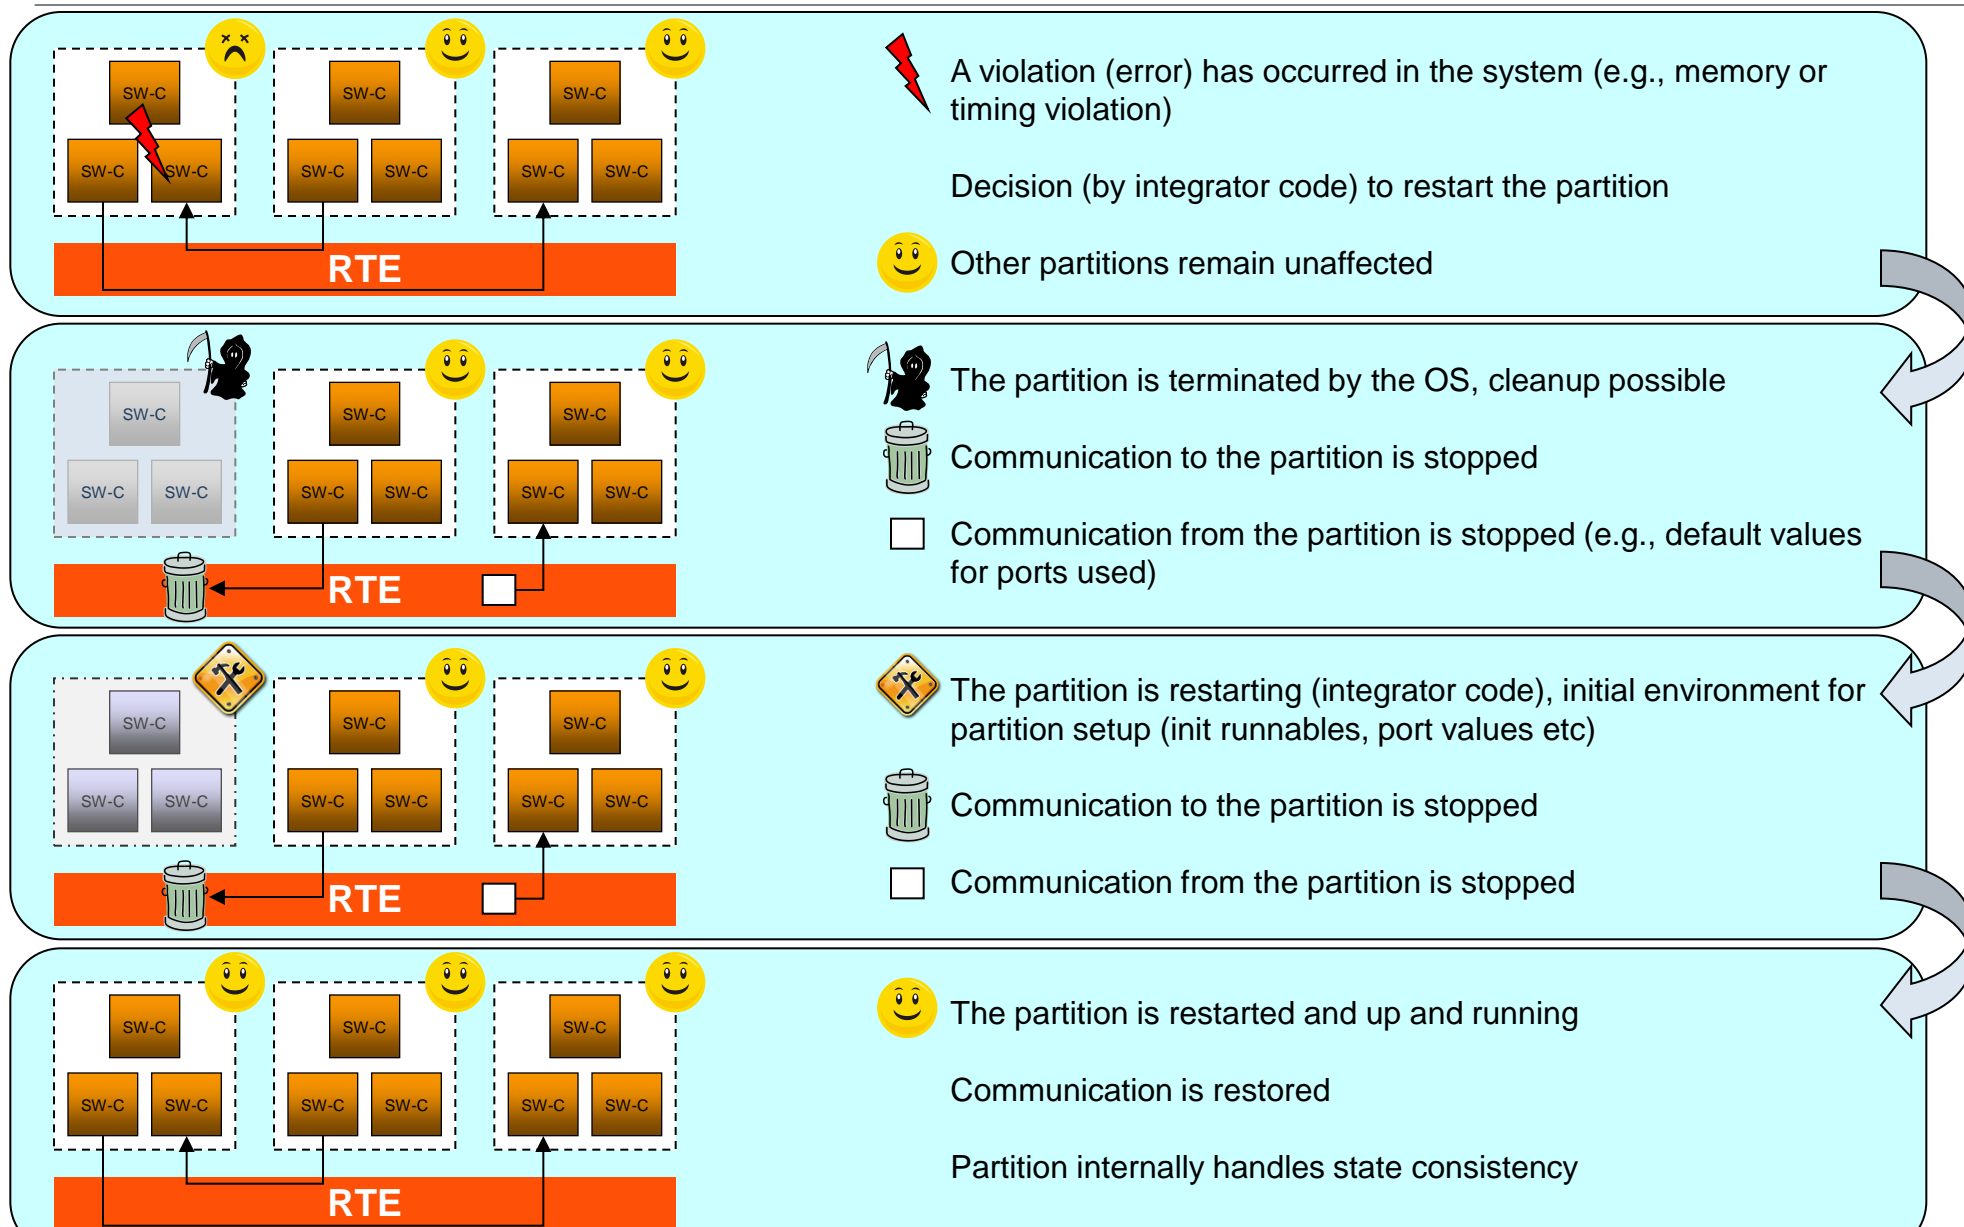 SW-C
SW-C
SW-C
SW-C
SW-C
SW-C
SW-C
SW-C
SW-C
RTE
A violation (error) has occurred in the system (e.g., memory or
timing violation)
Decision (by integrator code) to restart the partition
Other partitions remain unaffected
SW-C
SW-C
SW-C
SW-C
SW-C
SW-C
SW-C
SW-C
SW-C
RTE
The partition is terminated by the OS, cleanup possible
Communication to the partition is stopped
Communication from the partition is stopped (e.g., default values
for ports used)
SW-C
SW-C
SW-C
SW-C
SW-C
SW-C
SW-C
SW-C
SW-C
RTE
The partition is restarting (integrator code), initial environment for
partition setup (init runnables, port values etc)
Communication to the partition is stopped
Communication from the partition is stopped
SW-C
SW-C
SW-C
SW-C
SW-C
SW-C
SW-C
SW-C
SW-C
RTE
The partition is restarted and up and running
Communication is restored
Partition internally handles state consistency